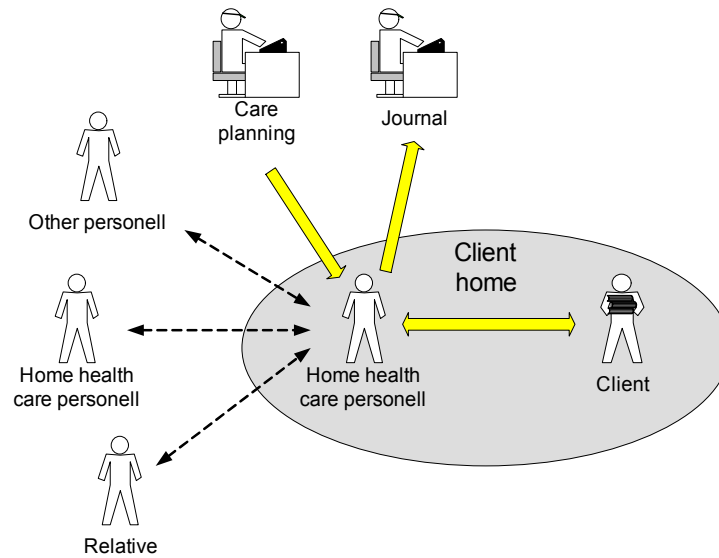 Care
planning
Journal
Other personell
Client
home
Home health
care personell
Home health
care personell
Client
Relative